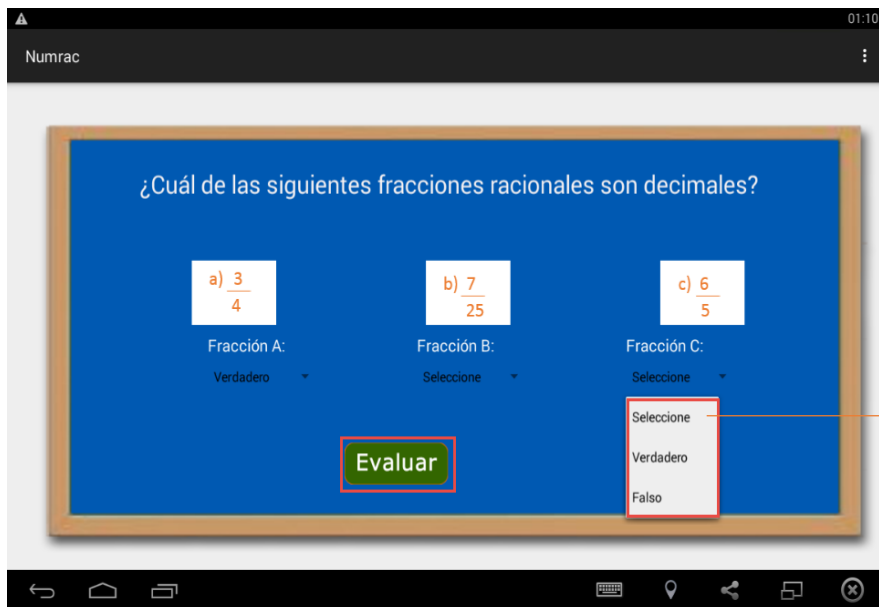 01:10
Numrac
¿Cuál de las siguientes fracciones racionales son decimales?
a) 3
4
b) 7
25
c) 6
5
Fracción A:
Fracción B:
Fracción C:
Verdadero
Seleccione
Seleccione
Seleccione
Verdadero
Falso
Evaluar